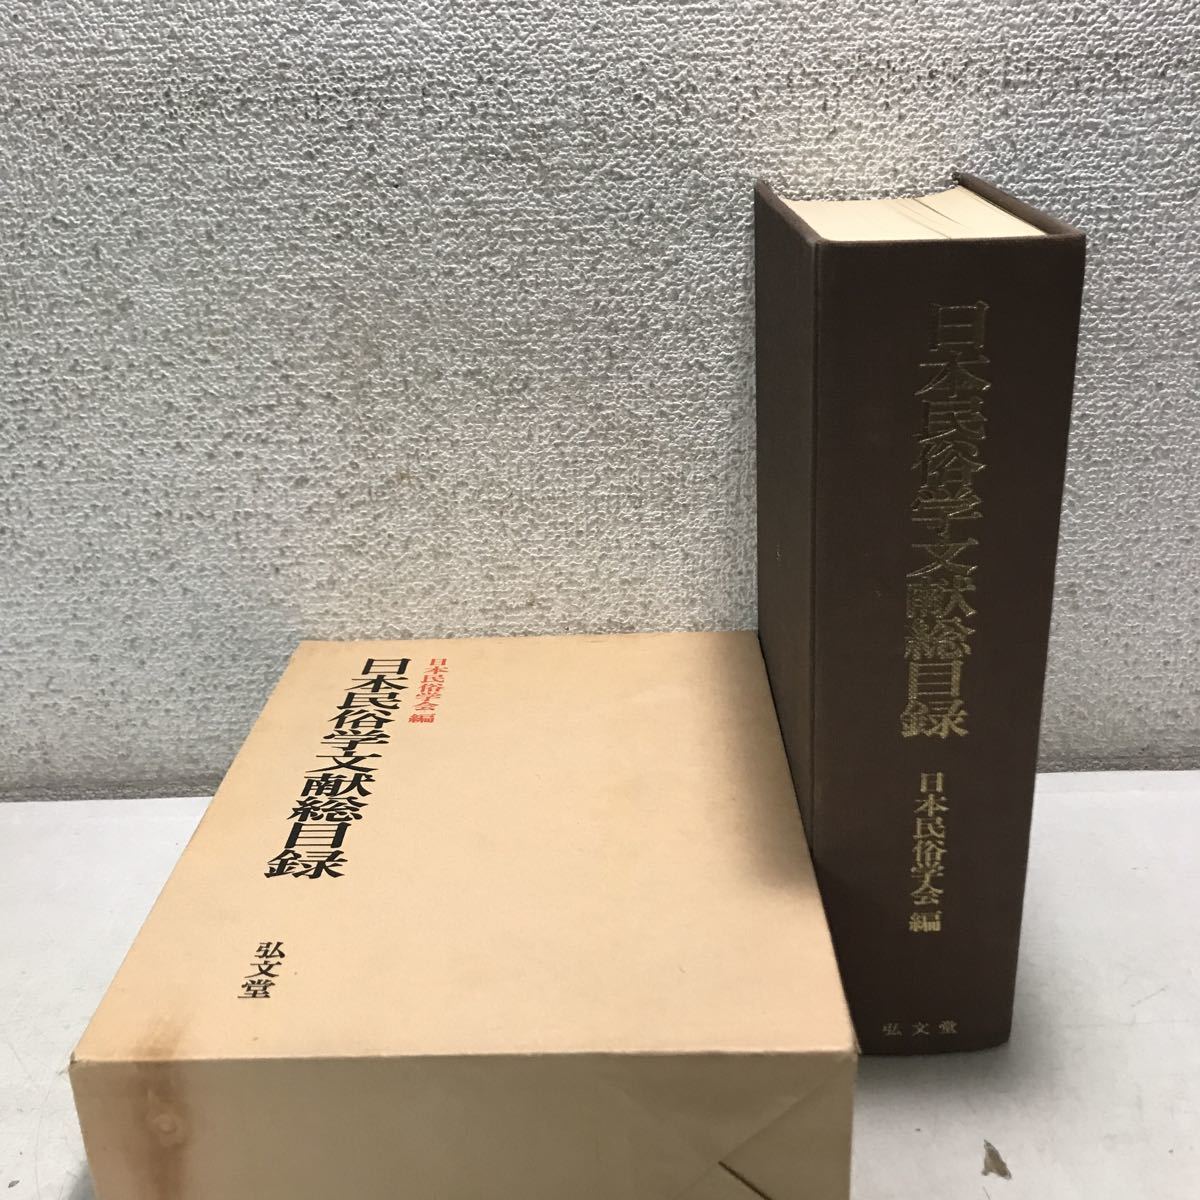 日本民俗学会 編
日本民俗学文献総目録
弘文堂
日本民俗学文献総目録
日本民俗学会 編
弘文堂